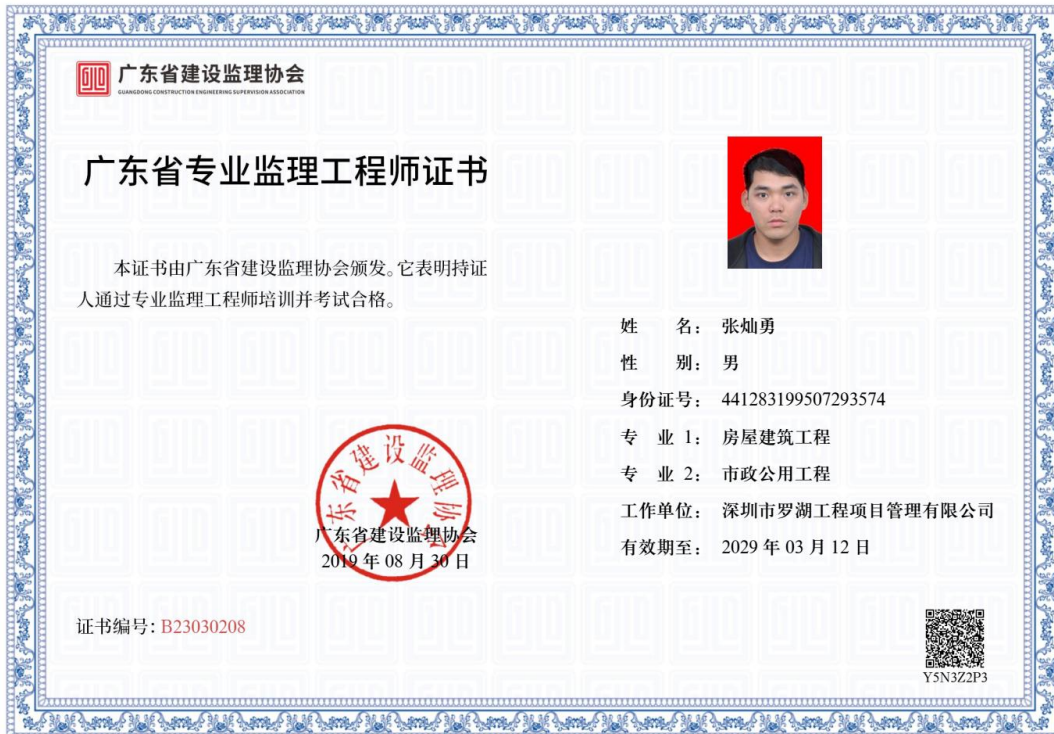 广东省建设监理协会
GUANGDONG CONSTRUCTION ENGINEERING SUPERVISION ASSOCIATION
广东省专业监理工程师证书
本证书由广东省建设监理协会颁发。它表明持证
人通过专业监理工程师培训并考试合格。
姓 名: 张灿勇
性 别: 男
身份证号: 441283199507293574
专 业 1: 房屋建筑工程
专 业 2: 市政公用工程
工作单位: 深圳市罗湖工程项目管理有限公司
有效期至: 2029 年 03 月 12 日
广东省建设监理协会
广东省建设监理协会
2019 年 08 月 30 日
证书编号: B23030208
Y5N3Z2P3